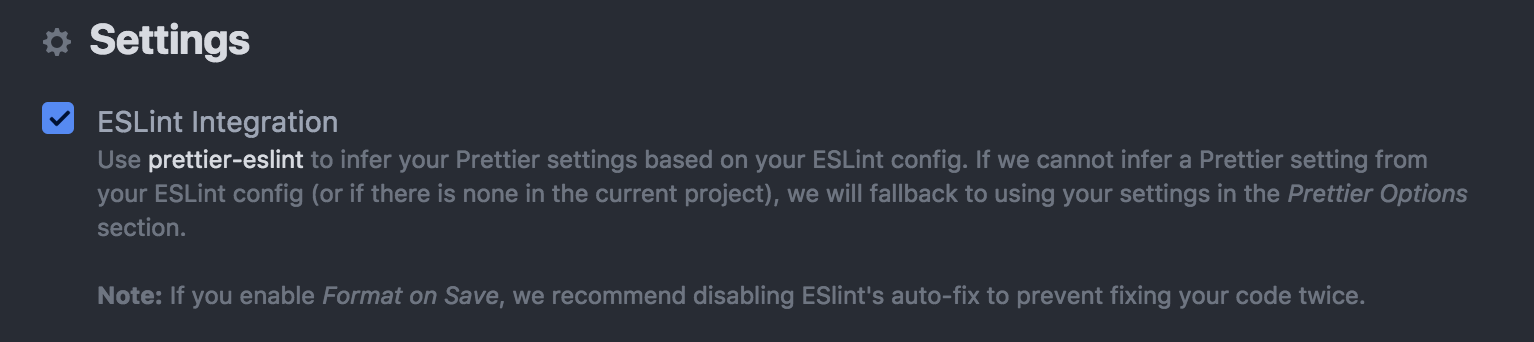 Settings
ESLint Integration
Use prettier-eslint to infer your Prettier settings based on your ESLint config. If we cannot infer a Prettier setting from
your ESLint config (or if there is none in the current project), we will fallback to using your settings in the Prettier Options
section.
Note: If you enable Format on Save, we recommend disabling ESlint's auto-fix to prevent fixing your code twice.